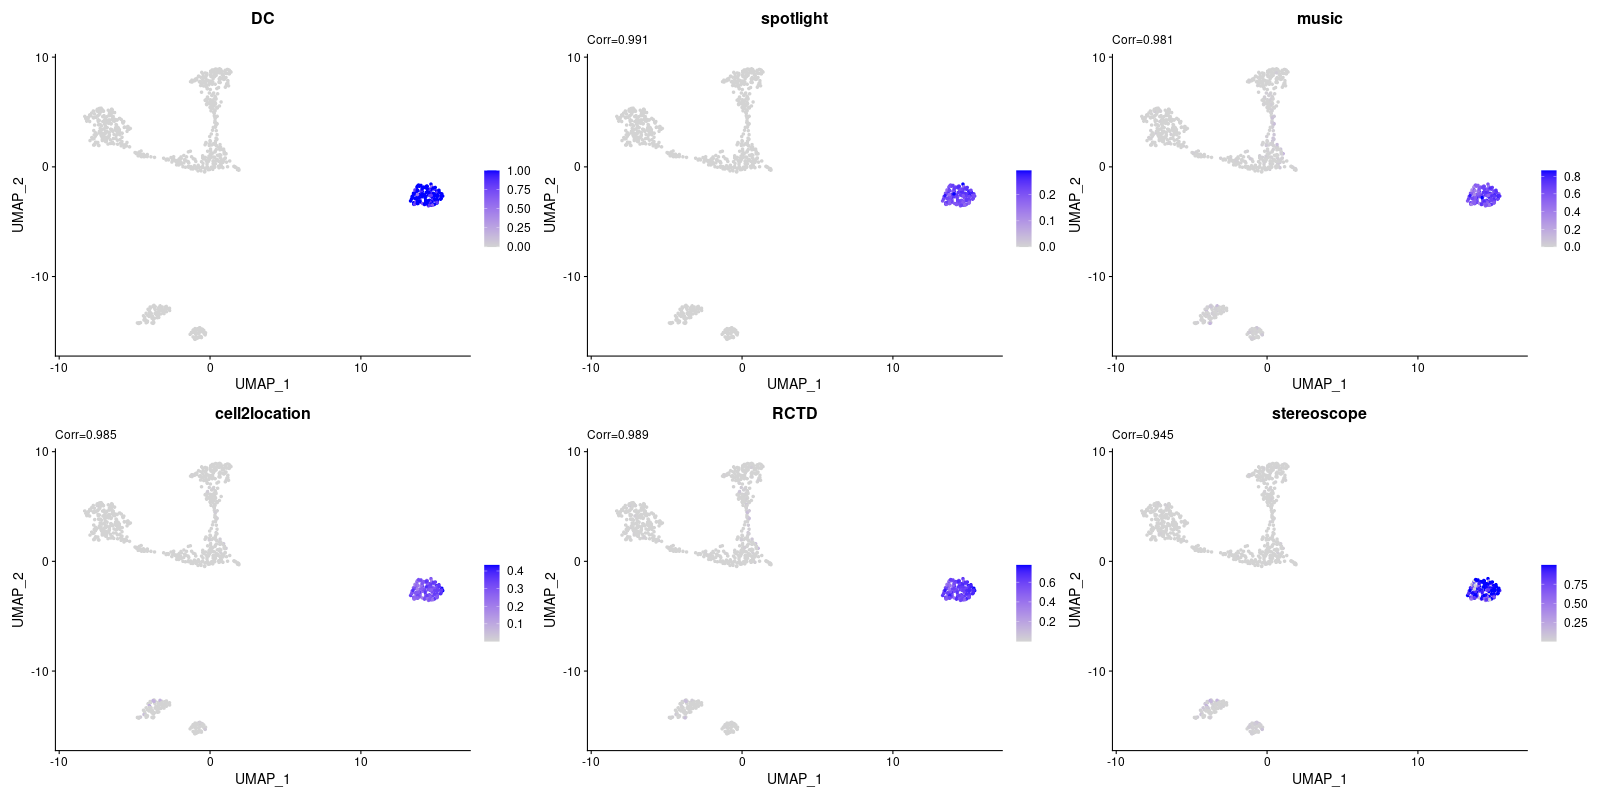 DC
10
0
-10
UMAP_2
-10
0
10
UMAP_1
1.00
0.75
0.50
0.25
0.00
spotlight
Corr=0.991
10
0
-10
UMAP_2
-10
0
10
UMAP_1
0.2
0.1
0.0
music
Corr=0.981
10
0
-10
UMAP_2
-10
0
10
UMAP_1
0.8
0.6
0.4
0.2
0.0
cell2location
Corr=0.985
10
0
-10
UMAP_2
-10
0
10
UMAP_1
0.4
0.3
0.2
0.1
RCTD
Corr=0.989
10
0
-10
UMAP_2
-10
0
10
UMAP_1
0.6
0.4
0.2
stereoscope
Corr=0.945
10
0
-10
UMAP_2
-10
0
10
UMAP_1
0.75
0.50
0.25